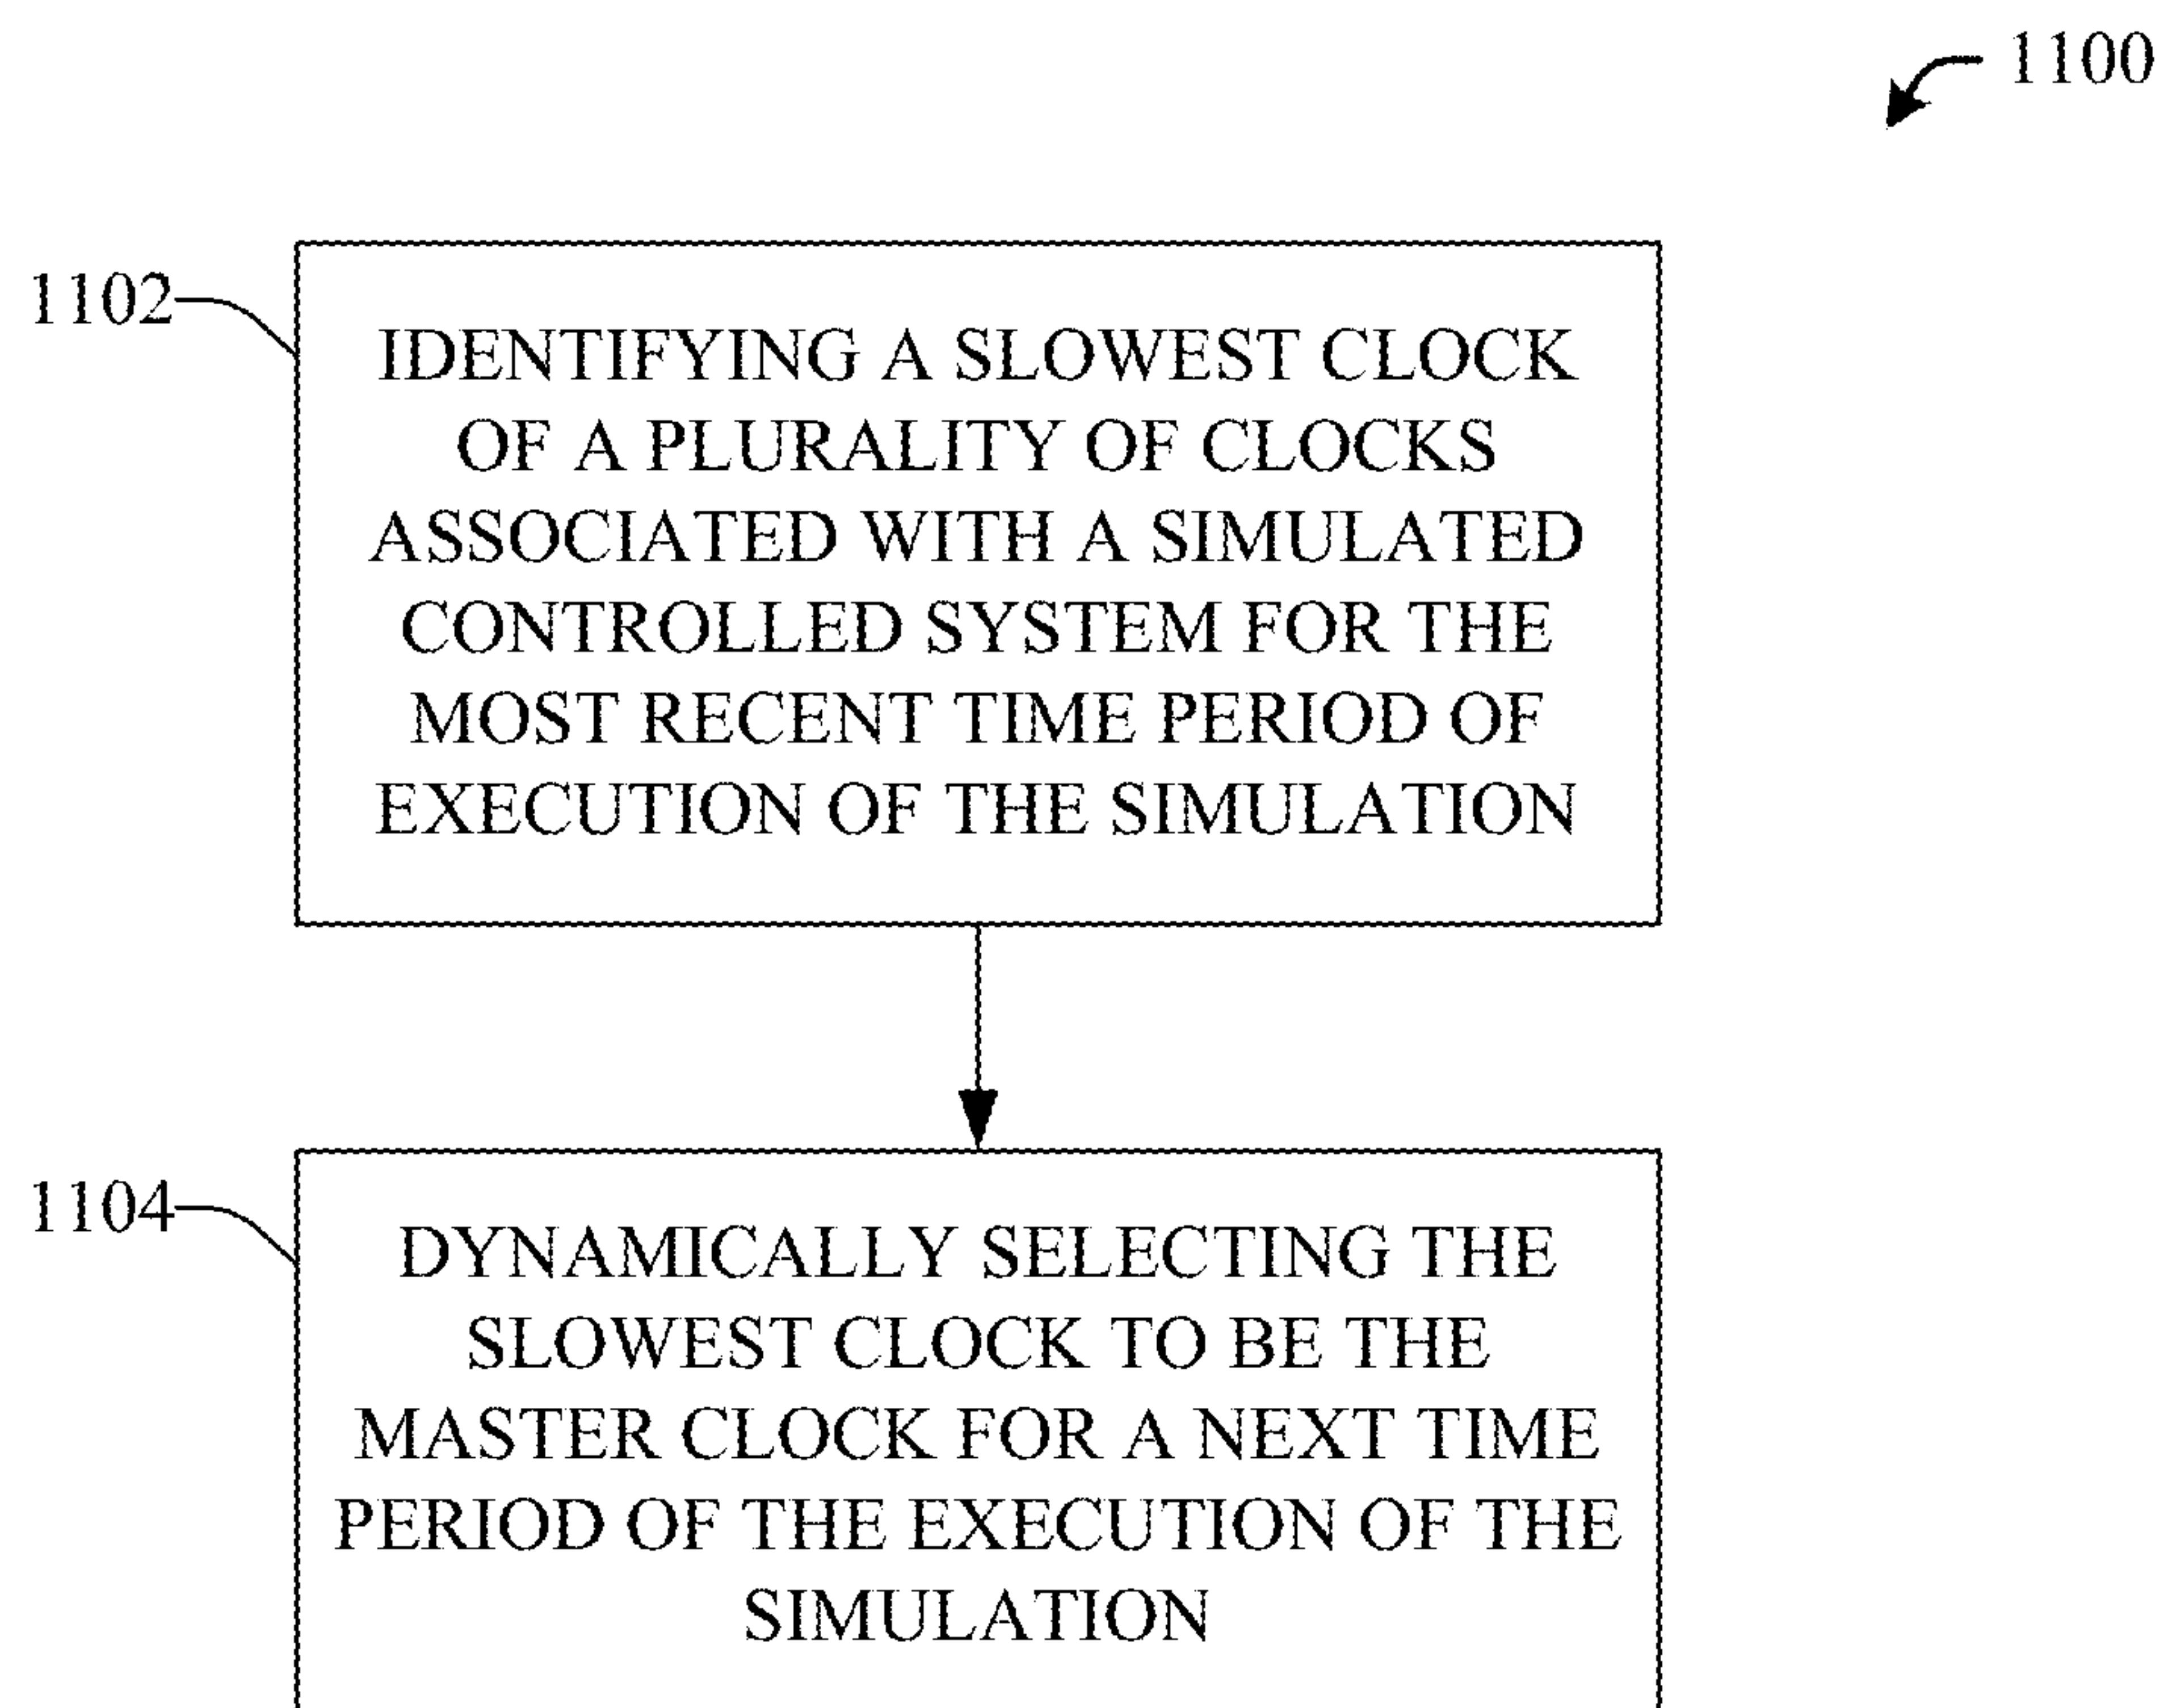 1100
1102
IDENTIFYING A SLOWEST CLOCK
OF A PLURALITY OF CLOCKS
ASSOCIATED WITH A SIMULATED
CONTROLLED SYSTEM FOR THE
MOST RECENT TIME PERIOD OF
EXECUTION OF THE SIMULATION
1104
DYNAMICALLY SELECTING THE
SLOWEST CLOCK TO BE THE
MASTER CLOCK FOR A NEXT TIME
PERIOD OF THE EXECUTION OF THE
SIMULATION